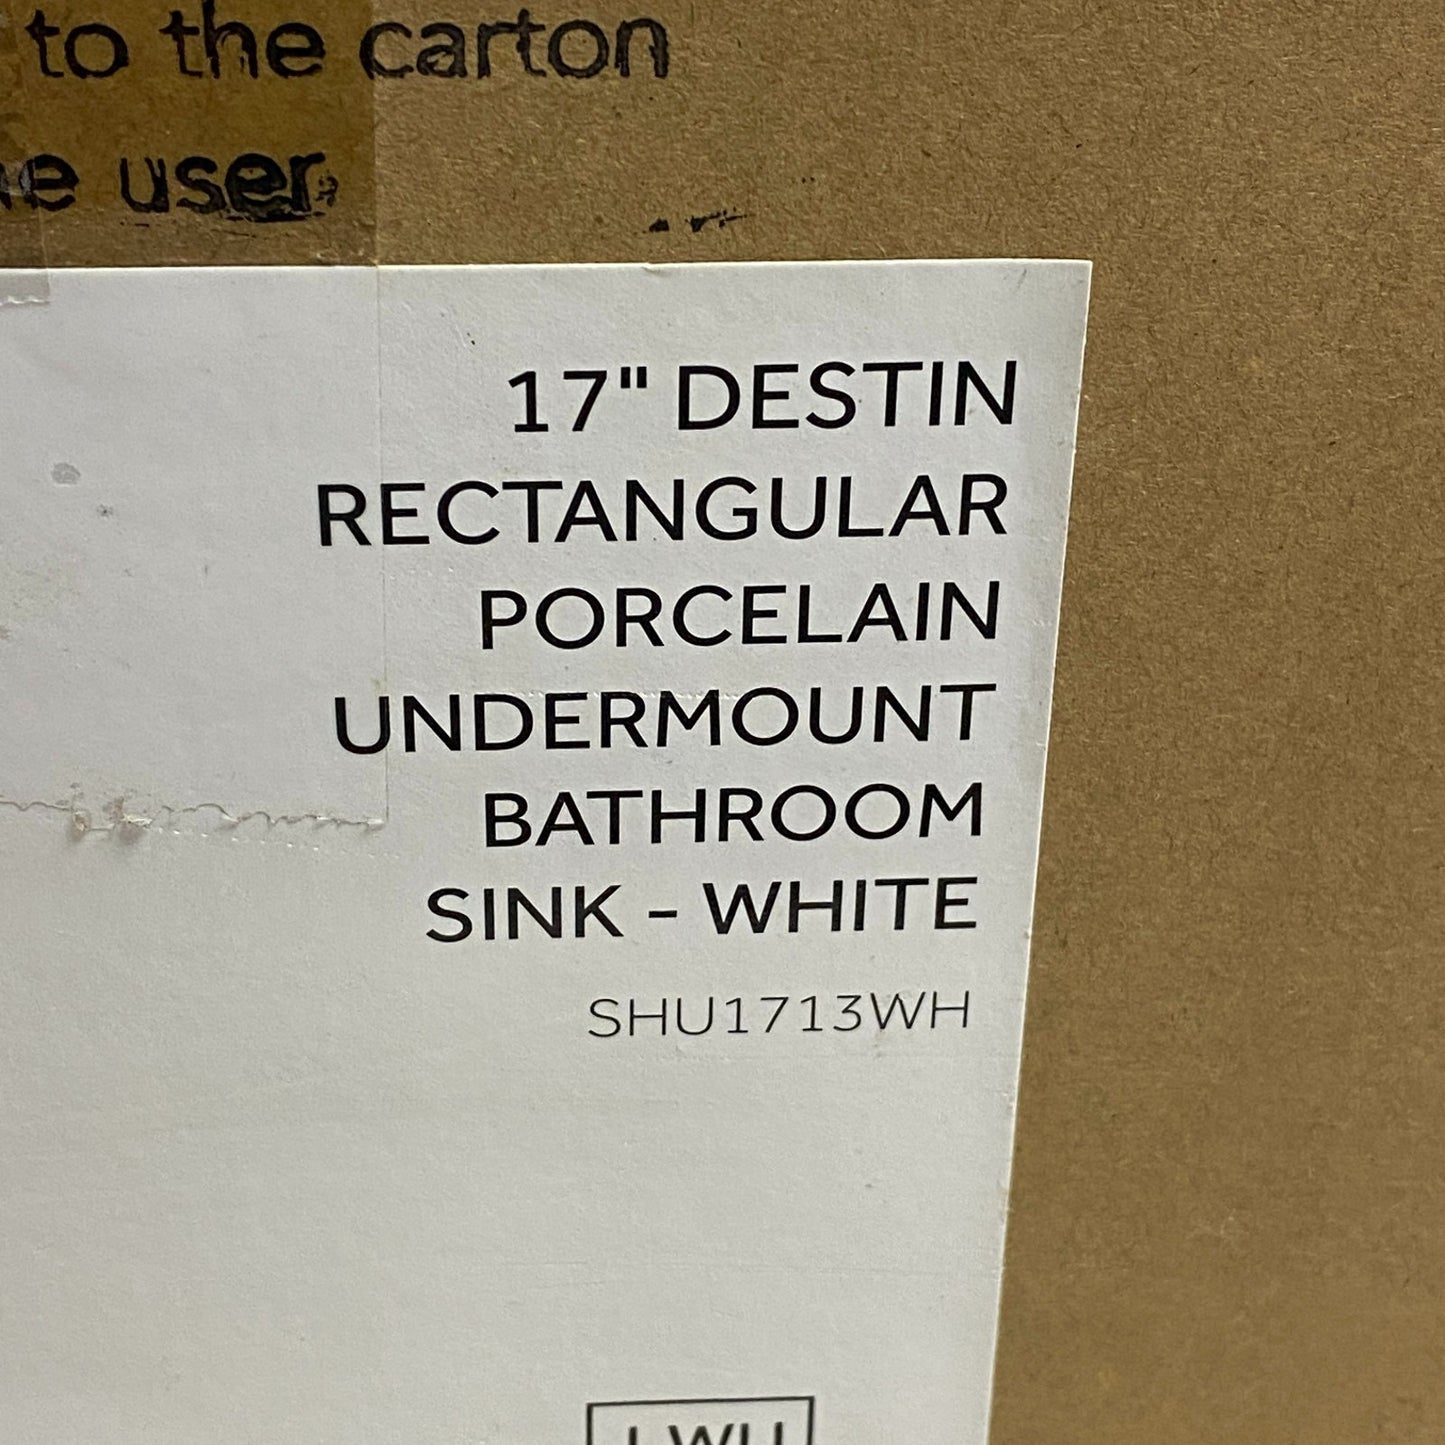 to the carton
user.
17" DESTIN
RECTANGULAR
PORCELAIN
UNDERMOUNT
BATHROOM
SINK - WHITE
SHU1713WH